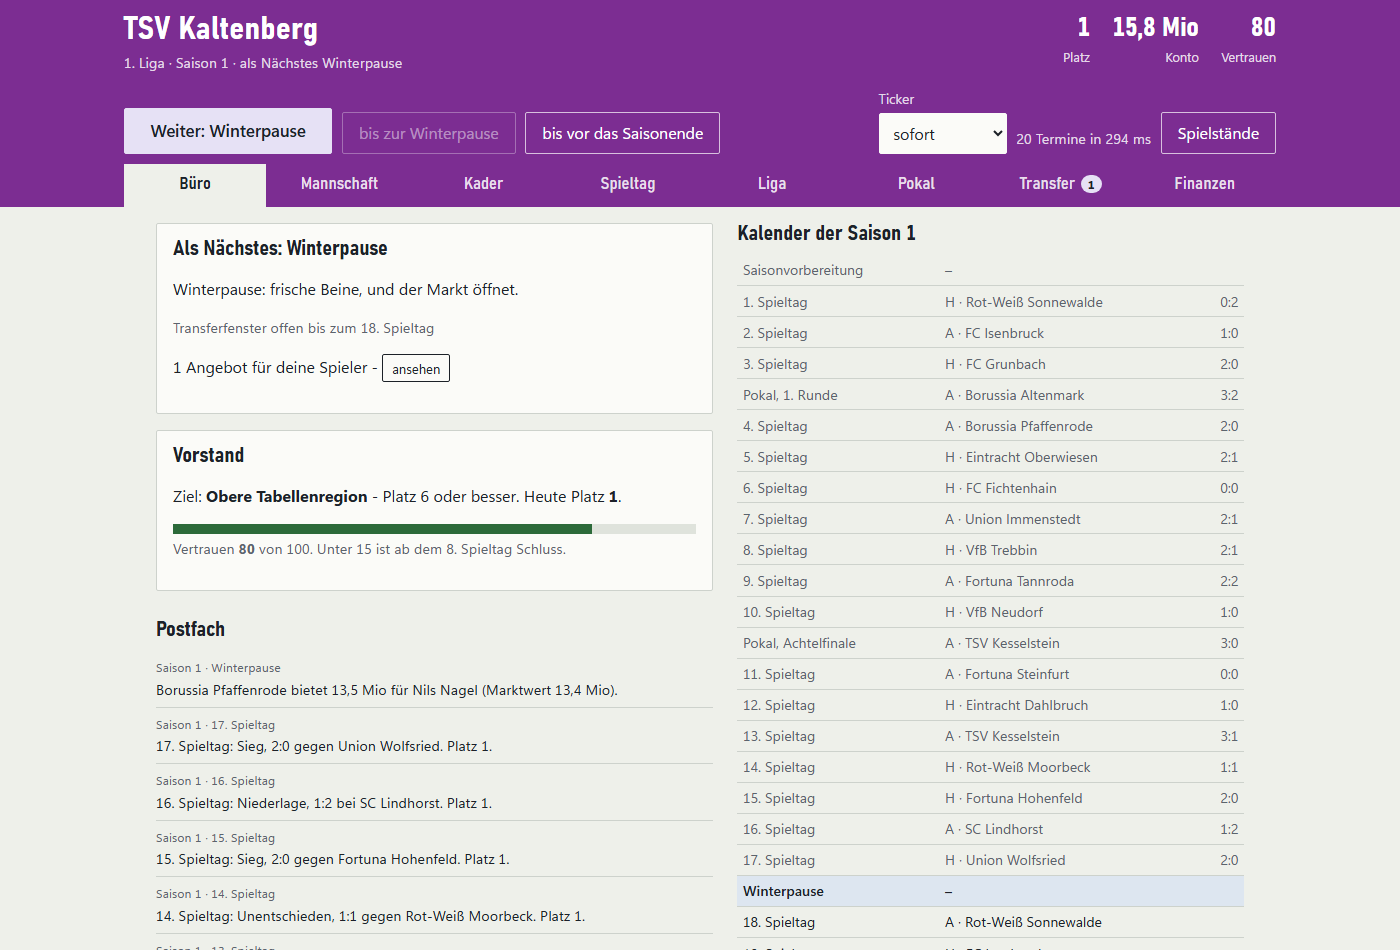 TSV Kaltenberg
1. Liga · Saison 1 · als Nächstes Winterpause
1 Platz
15,8 Mio Konto
80 Vertrauen
Weiter: Winterpause
bis zur Winterpause
bis vor das Saisonende
Ticker
sofort
20 Termine in 294 ms
Spielstände
Büro
Mannschaft
Kader
Spieltag
Liga
Pokal
Transfer 1
Finanzen
Als Nächstes: Winterpause
Winterpause: frische Beine, und der Markt öffnet.
Transferfenster offen bis zum 18. Spieltag
1 Angebot für deine Spieler - ansehen
Vorstand
Ziel: Obere Tabellenregion - Platz 6 oder besser. Heute Platz 1.
Vertrauen 80 von 100. Unter 15 ist ab dem 8. Spieltag Schluss.
Postfach
Saison 1 · Winterpause
Borussia Pfaffenrode bietet 13,5 Mio für Nils Nagel (Marktwert 13,4 Mio).
Saison 1 · 17. Spieltag
17. Spieltag: Sieg, 2:0 gegen Union Wolfsried. Platz 1.
Saison 1 · 16. Spieltag
16. Spieltag: Niederlage, 1:2 bei SC Lindhorst. Platz 1.
Saison 1 · 15. Spieltag
15. Spieltag: Sieg, 2:0 gegen Fortuna Hohenfeld. Platz 1.
Saison 1 · 14. Spieltag
14. Spieltag: Unentschieden, 1:1 gegen Rot-Weiß Moorbeck. Platz 1.
Kalender der Saison 1
Saisonvorbereitung –
1. Spieltag H · Rot-Weiß Sonnewalde 0:2
2. Spieltag A · FC Isenbruck 1:0
3. Spieltag H · FC Grunbach 2:0
Pokal, 1. Runde A · Borussia Altenmark 3:2
4. Spieltag A · Borussia Pfaffenrode 2:0
5. Spieltag H · Eintracht Oberwiesen 2:1
6. Spieltag H · FC Fichtenhain 0:0
7. Spieltag A · Union Immenstedt 2:1
8. Spieltag H · VfB Trebbin 2:1
9. Spieltag A · Fortuna Tannroda 2:2
10. Spieltag H · VfB Neudorf 1:0
Pokal, Achtelfinale A · TSV Kesselstein 3:0
11. Spieltag A · Fortuna Steinfurt 0:0
12. Spieltag H · Eintracht Dahlbruch 1:0
13. Spieltag A · TSV Kesselstein 3:1
14. Spieltag H · Rot-Weiß Moorbeck 1:1
15. Spieltag H · Fortuna Hohenfeld 2:0
16. Spieltag A · SC Lindhorst 1:2
17. Spieltag H · Union Wolfsried 2:0
Winterpause –
18. Spieltag A · Rot-Weiß Sonnewalde